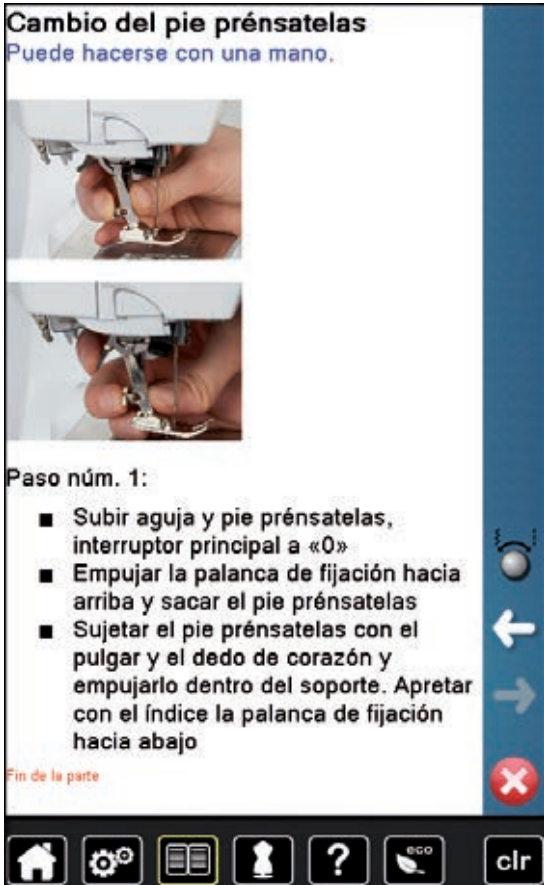 Cambio del pie prénsatelas
Puede hacerse con una mano.
Paso núm. 1:
■ Subir aguja y pie prénsatelas,
interruptor principal a «0»
■ Empujar la palanca de fijación hacia
arriba y sacar el pie prénsatelas
■ Sujetar el pie prénsatelas con el
pulgar y el dedo de corazón y
empujarlo dentro del soporte. Apretar
con el índice la palanca de fijación
hacia abajo
Fin de la parte
?
eco
clr